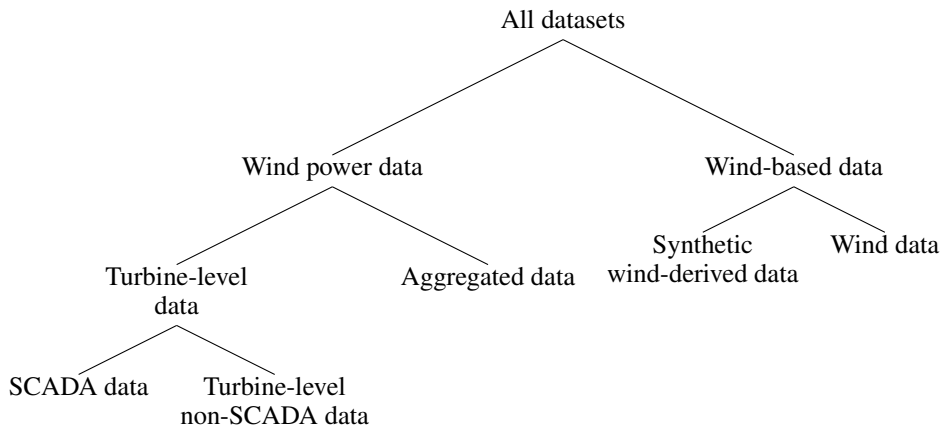 All datasets
Wind power data
Wind-based data
Synthetic
wind-derived data
Wind data
Turbine-level
data
Aggregated data
SCADA data
Turbine-level
non-SCADA data